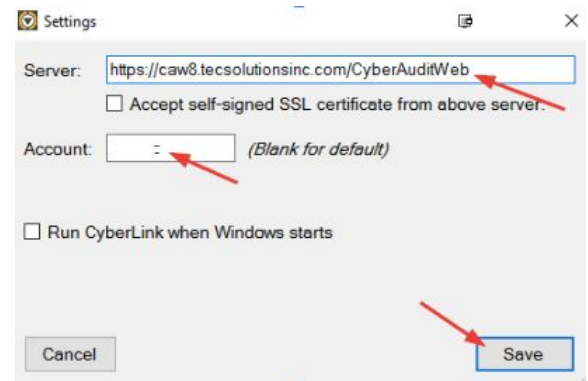 Settings
Server: https://caw8.tecsolutionsinc.com/CyberAuditWeb
Accept self-signed SSL certificate from above server.
Account: (Blank for default)
Run CyberLink when Windows starts
Cancel Save